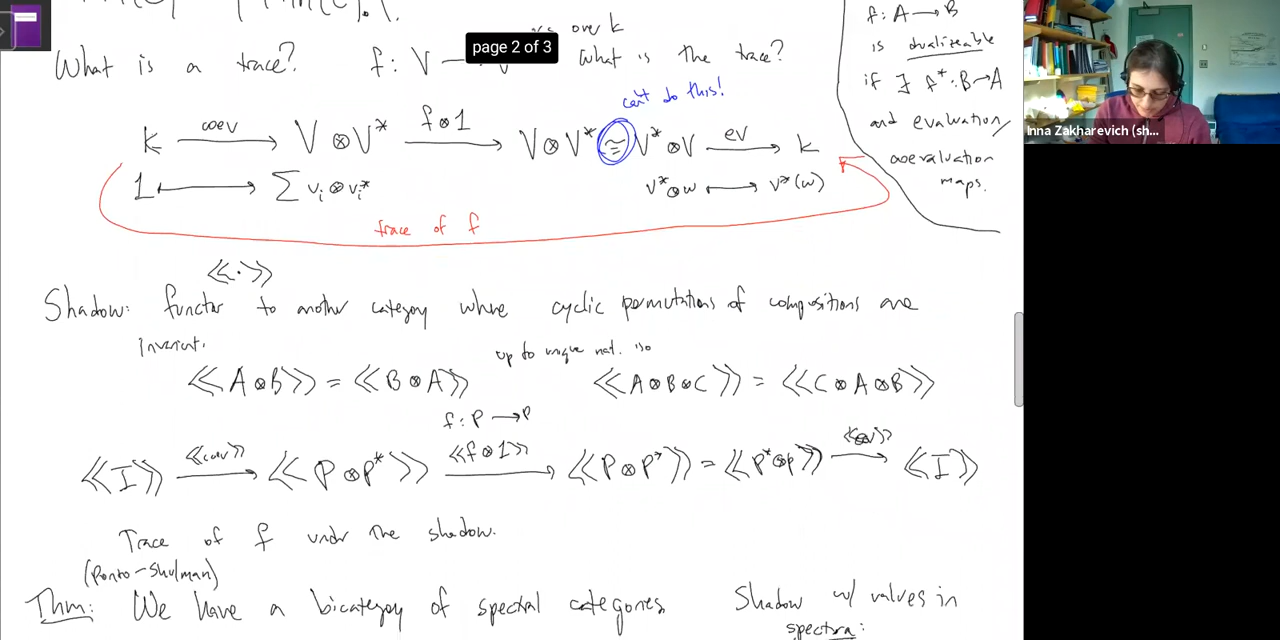 What is a trace? f: V → V over k What is the trace?
page 2 of 3
can't do this!
k coev V ⊗ V* f⊗1 V⊗V* ≅ V*⊗V ev k
1 ⟼ Σ vᵢ⊗vᵢ* v*⊗w ⟼ v*(w)
trace of f
f: A → B
is dualizeable
if ∃ f*: B→A
and evaluation/
coevaluation
maps.
Inna Zakharevich (sh...
≪·≫
Shadow: functor to another category where cyclic permutations of compositions are
invariant.
up to unique nat. iso
≪A⊗B≫ = ≪B⊗A≫ ≪A⊗B⊗C≫ = ≪C⊗A⊗B≫
f: P → P
≪I≫ ≪coev≫ ≪P⊗P*≫ ≪f⊗1≫ ≪P⊗P*≫ = ≪P*⊗P≫ ≪ev≫ ≪I≫
Trace of f under the shadow.
(Ponto-Shulman)
Thm: We have a bicategory of spectral categories. Shadow w/ values in
spectra: